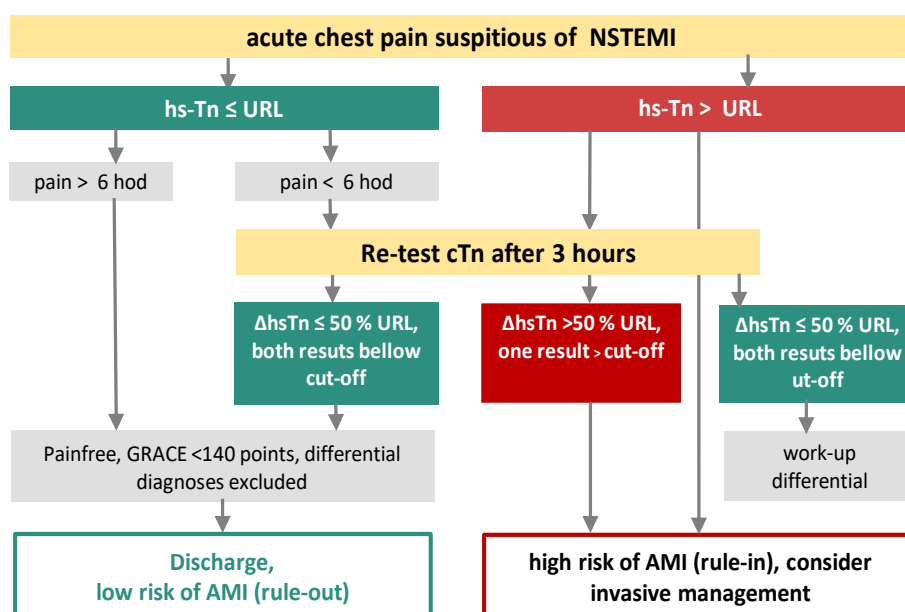 acute chest pain suspitious of NSTEMI
hs-Tn ≤ URL
hs-Tn > URL
pain > 6 hod
pain < 6 hod
Re-test cTn after 3 hours
ΔhsTn ≤ 50 % URL,
both resuts bellow
cut-off
ΔhsTn >50 % URL,
one result > cut-off
ΔhsTn ≤ 50 % URL,
both resuts bellow
ut-off
Painfree, GRACE <140 points, differential
diagnoses excluded
work-up
differential
Discharge,
low risk of AMI (rule-out)
high risk of AMI (rule-in), consider
invasive management